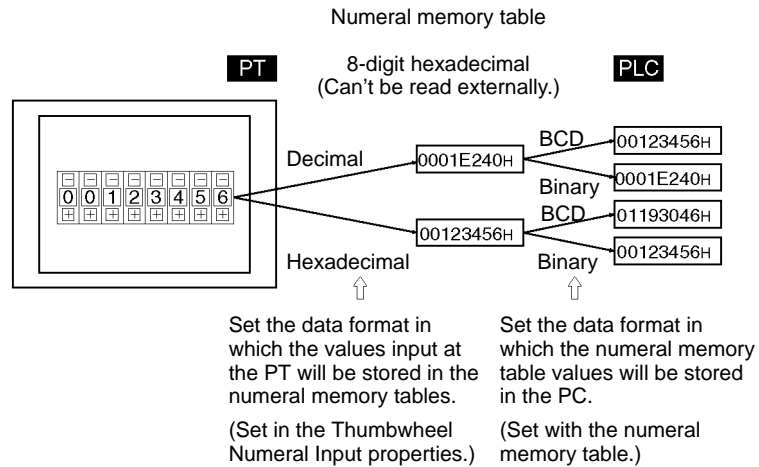 Numeral memory table
PT
8-digit hexadecimal
(Can't be read externally.)
PLC
− − − − − − − −
0 0 1 2 3 4 5 6
+ + + + + + + +
Decimal
0001E240H
BCD
00123456H
Binary
0001E240H
Hexadecimal
00123456H
BCD
01193046H
Binary
00123456H
Set the data format in
which the values input at
the PT will be stored in the
numeral memory tables.
(Set in the Thumbwheel
Numeral Input properties.)
Set the data format in
which the numeral memory
table values will be stored
in the PC.
(Set with the numeral
memory table.)